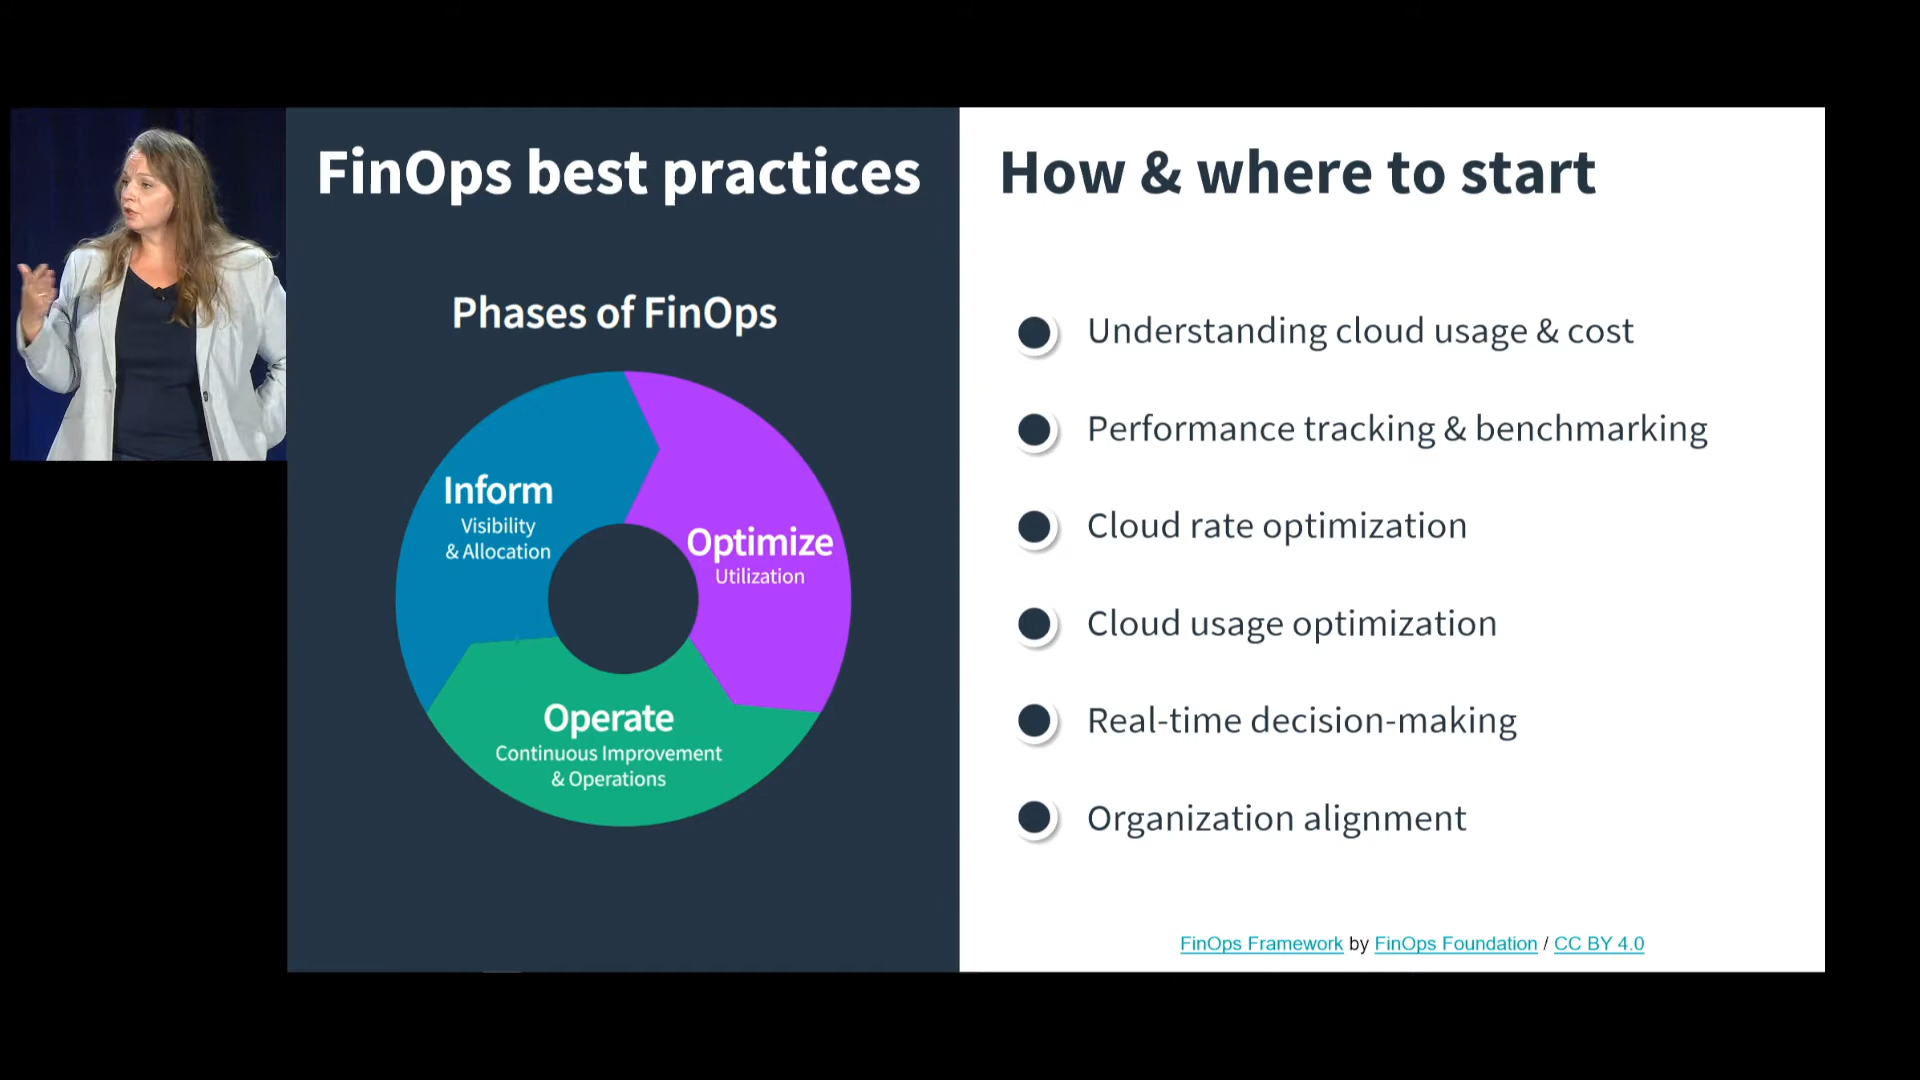 FinOps best practices
Phases of FinOps
Inform
Visibility
& Allocation
Optimize
Utilization
Operate
Continuous Improvement
& Operations
How & where to start
Understanding cloud usage & cost
Performance tracking & benchmarking
Cloud rate optimization
Cloud usage optimization
Real-time decision-making
Organization alignment
FinOps Framework by FinOps Foundation / CC BY 4.0